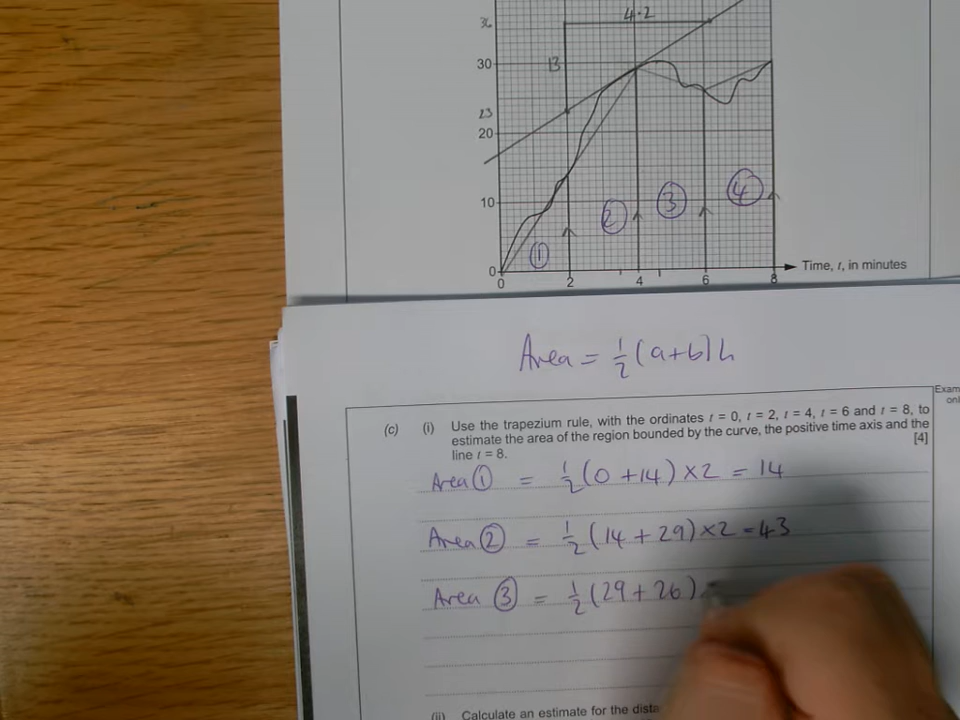 36
4.2
30
13
23
20
10
① ② ③ ④
0
0 2 4 6 8
Time, t, in minutes
Area = ½(a+b)h
Exam
onl
(c) (i) Use the trapezium rule, with the ordinates t = 0, t = 2, t = 4, t = 6 and t = 8, to
estimate the area of the region bounded by the curve, the positive time axis and the
line t = 8. [4]
Area ① = ½(0 + 14) × 2 = 14
Area ② = ½(14 + 29) × 2 = 43
Area ③ = ½(29 + 26)
(ii) Calculate an estimate for the